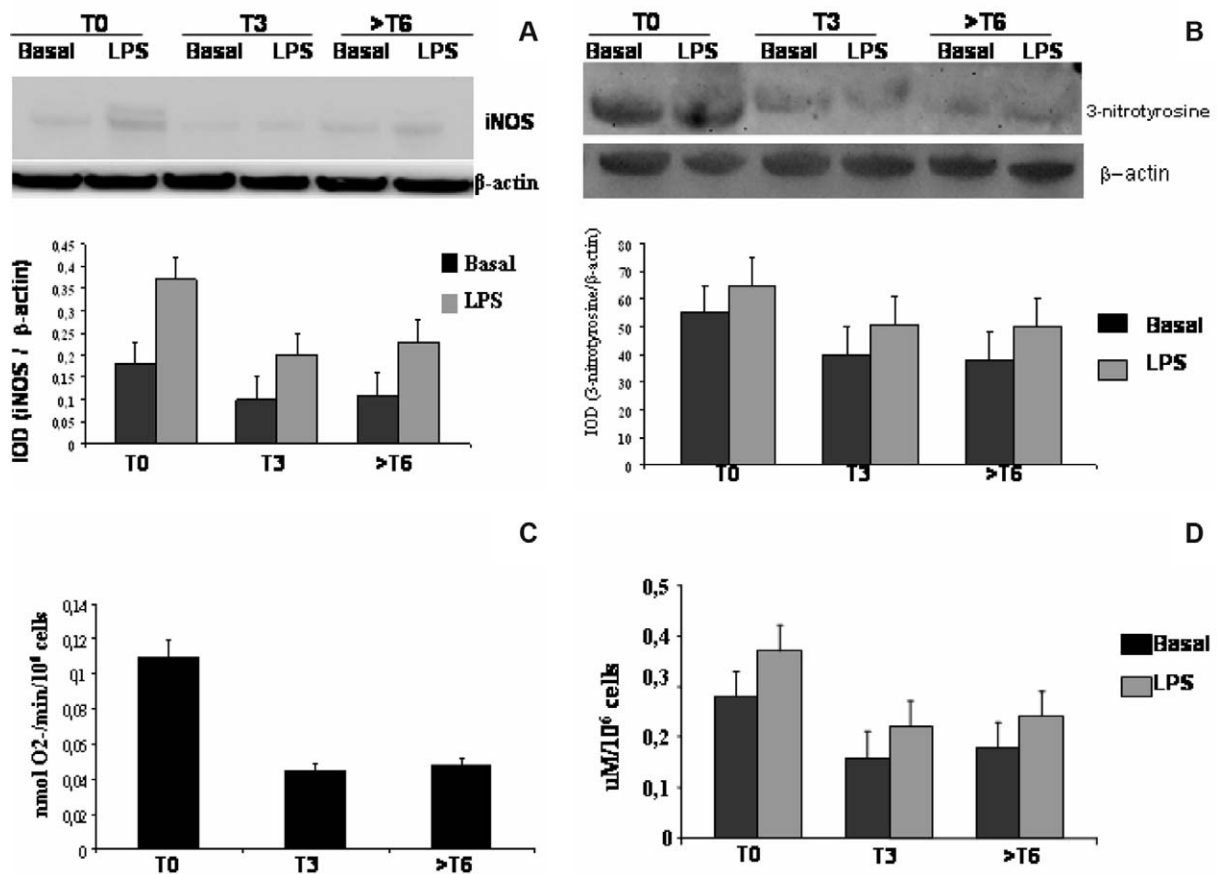 T0 T3 >T6 A
Basal LPS Basal LPS Basal LPS
iNOS
β-actin
IOD (iNOS / β-actin)
0,45
0,4
0,35
0,3
0,25
0,2
0,15
0,1
0,05
0
Basal
LPS
T0 T3 >T6
T0 T3 >T6 B
Basal LPS Basal LPS Basal LPS
3-nitrotyrosine
β–actin
IOD (3-nitrotyrosine/β-actin)
80
70
60
50
40
30
20
10
0
Basal
LPS
T0 T3 >T6
C
nmol O2-/min/10⁶ cells
0,14
0,12
0,1
0,08
0,06
0,04
0,02
0
T0 T3 >T6
D
uM/10⁶ cells
0,5
0,4
0,3
0,2
0,1
0
Basal
LPS
T0 T3 >T6